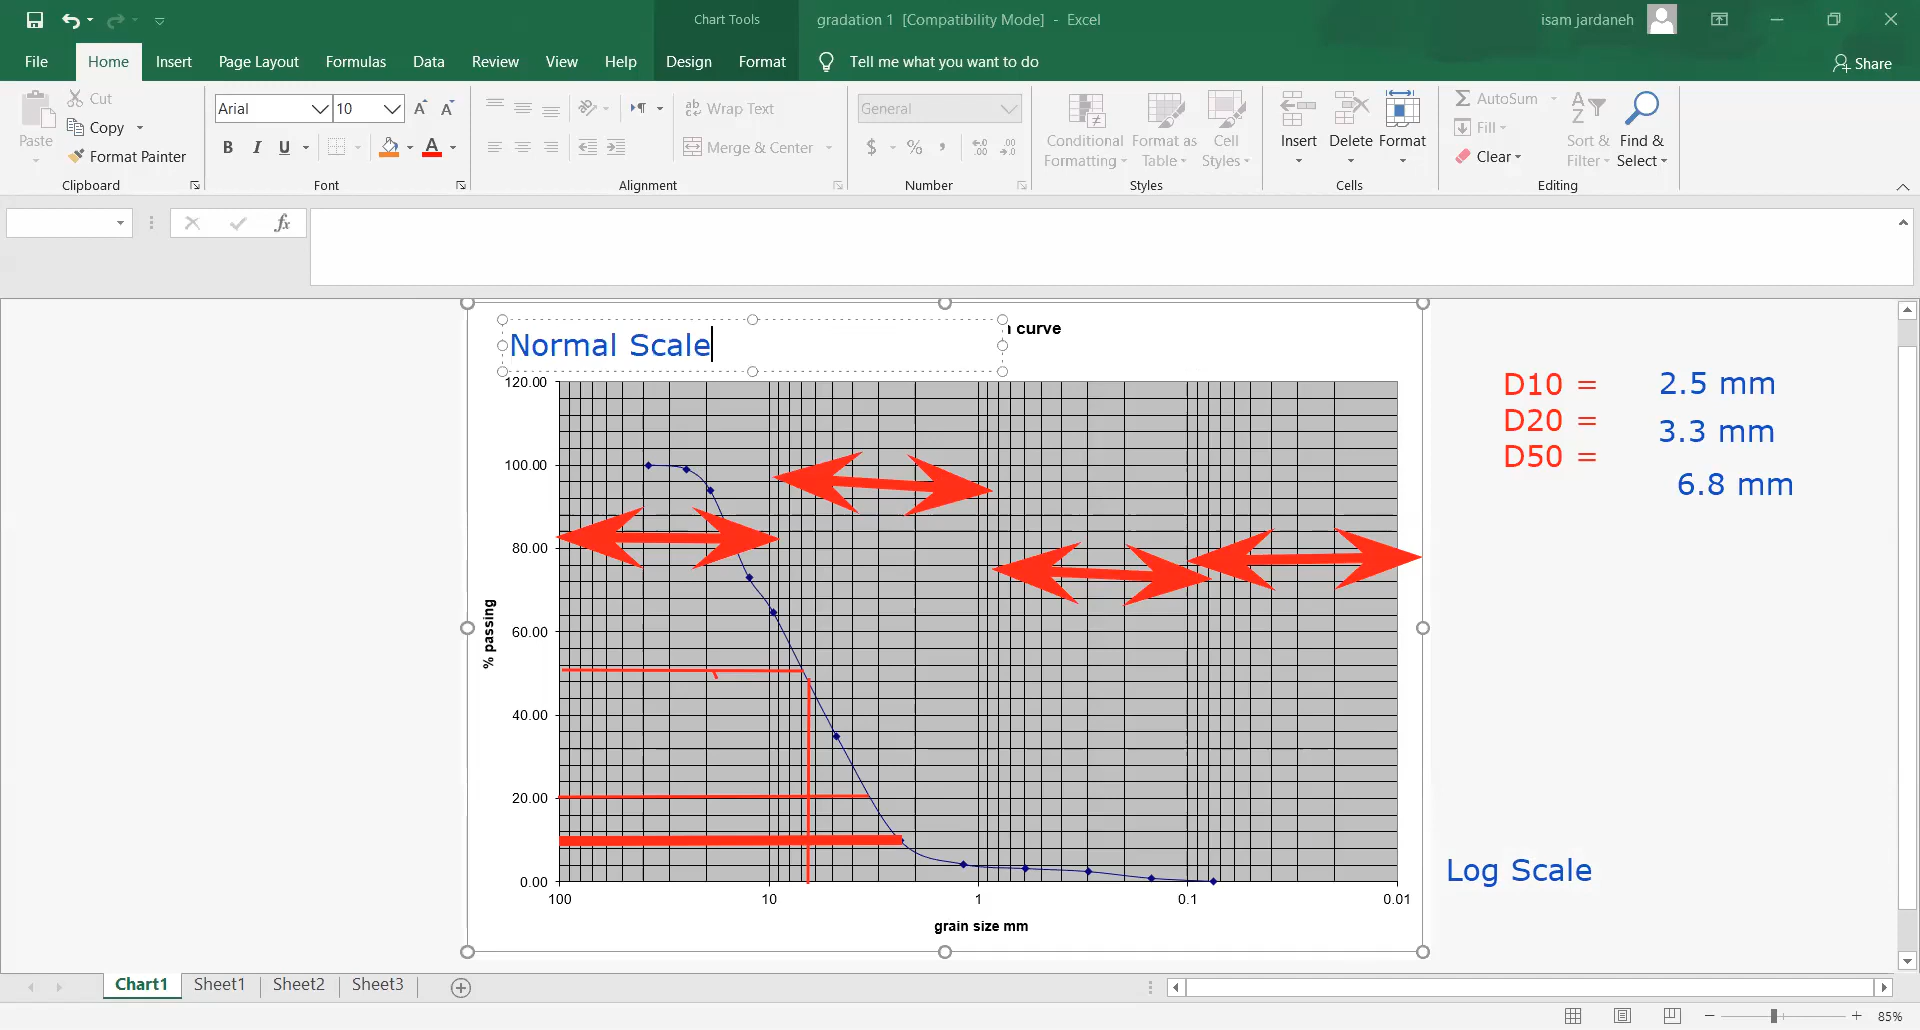 Chart Tools
gradation 1 [Compatibility Mode] - Excel
isam jardaneh
File Home Insert Page Layout Formulas Data Review View Help Design Format Tell me what you want to do Share
Paste
Cut
Copy
Format Painter
Clipboard
Arial 10
A A
B I U A
Font
ab Wrap Text
Merge & Center
Alignment
General
$ % ,
Number
Conditional Formatting
Format as Table
Cell Styles
Styles
Insert Delete Format
Cells
AutoSum
Fill
Clear
Sort & Filter
Find & Select
Editing
fx
Normal Scale
curve
120.00
100.00
80.00
60.00
40.00
20.00
0.00
% passing
100 10 1 0.1 0.01
grain size mm
D10 = 2.5 mm
D20 = 3.3 mm
D50 = 6.8 mm
Log Scale
Chart1 Sheet1 Sheet2 Sheet3
85%